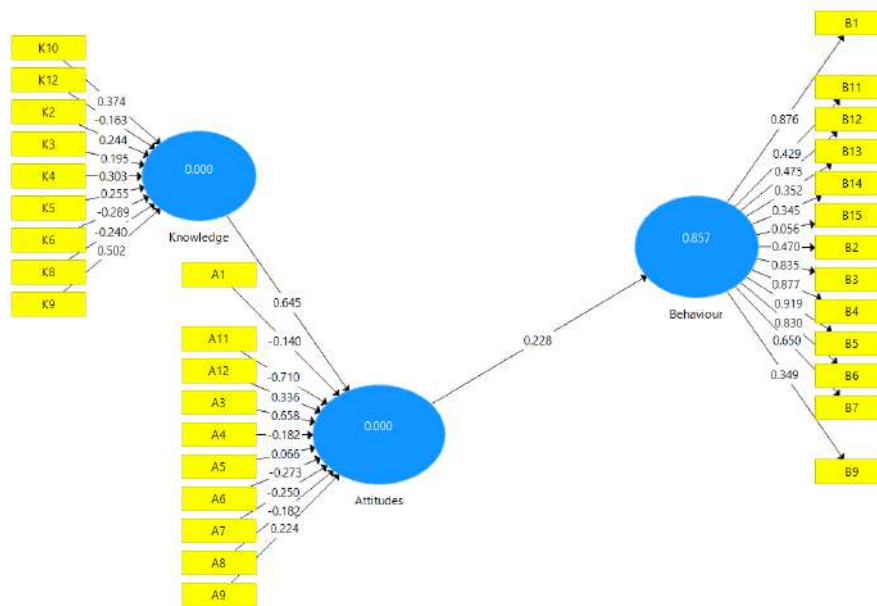 K10
K12
K2
K3
K4
K5
K6
K8
K9
0.374
-0.163
0.244
0.195
0.303
0.255
-0.289
-0.240
0.502
0.000
Knowledge
0.645
A1
A11
A12
A3
A4
A5
A6
A7
A8
A9
-0.140
-0.710
0.336
0.658
-0.182
0.066
-0.273
-0.250
-0.182
0.224
0.000
Attitudes
0.228
0.857
Behaviour
0.876
0.429
0.475
0.352
0.345
0.056
0.470
0.835
0.877
0.919
0.830
0.650
0.349
B1
B11
B12
B13
B14
B15
B2
B3
B4
B5
B6
B7
B9